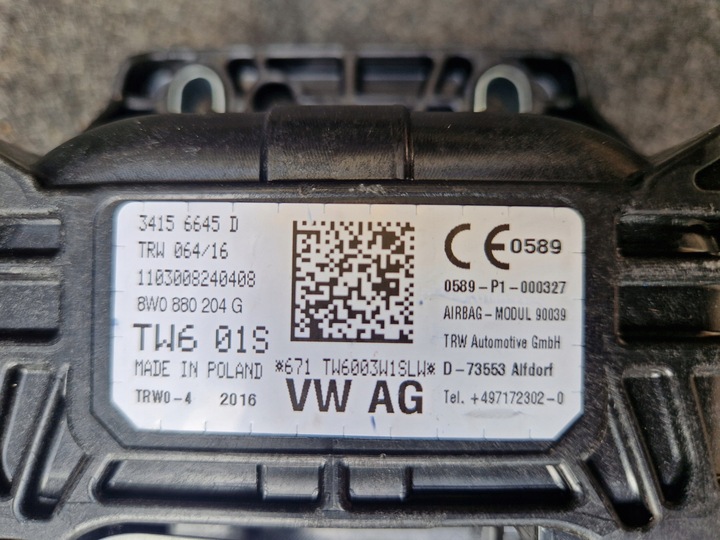 3415 6645 D
TRW 064/16
1103008240408
8W0 880 204 G
TW6 01S
MADE IN POLAND
TRWO-4 2016
*671 TW6003W1SLW*
VW AG
CE 0589
0589-P1-000327
AIRBAG-MODUL 90039
TRW Automotive GmbH
D-73553 Alfdorf
Tel. +497172302-0